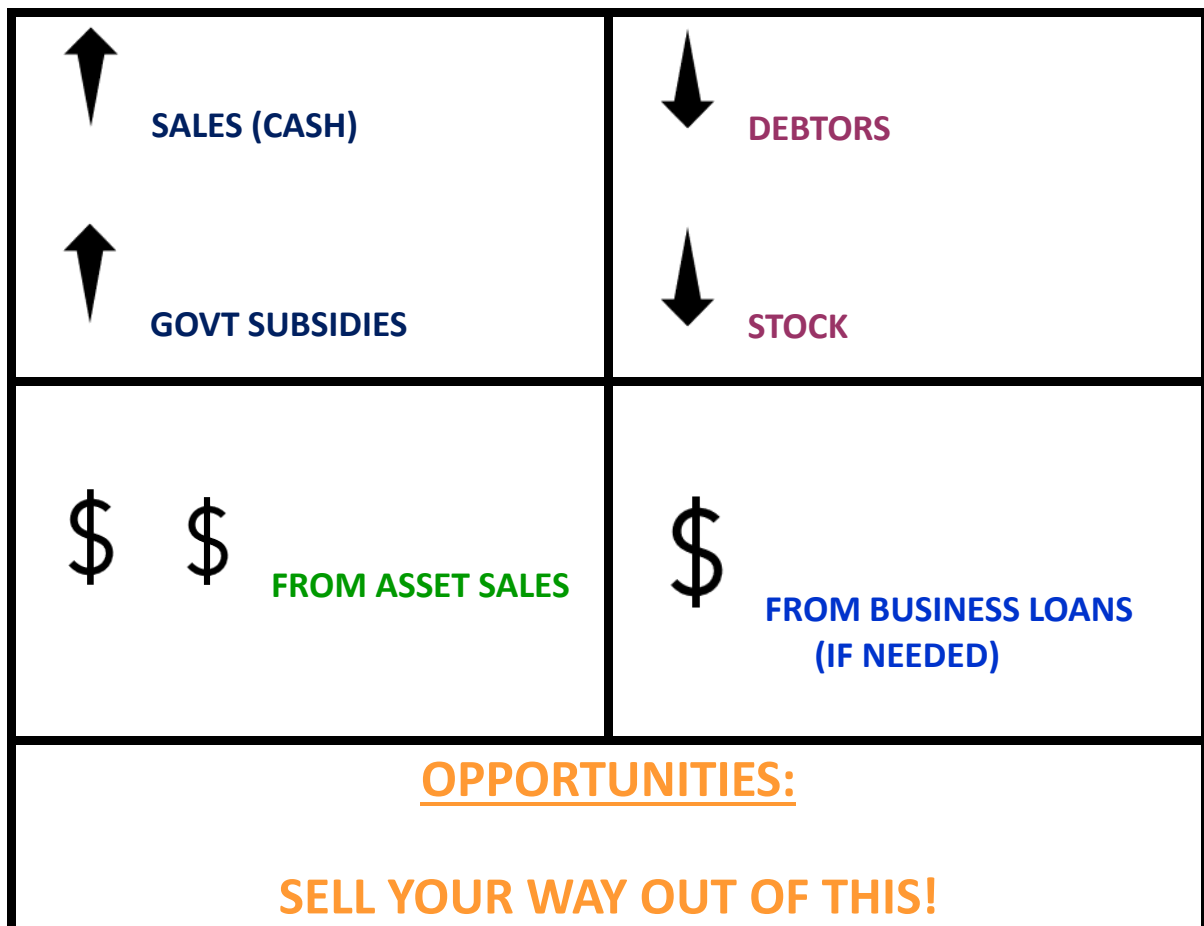 SALES (CASH)
GOVT SUBSIDIES
DEBTORS
STOCK
$ $ FROM ASSET SALES
$ FROM BUSINESS LOANS
(IF NEEDED)
OPPORTUNITIES:
SELL YOUR WAY OUT OF THIS!